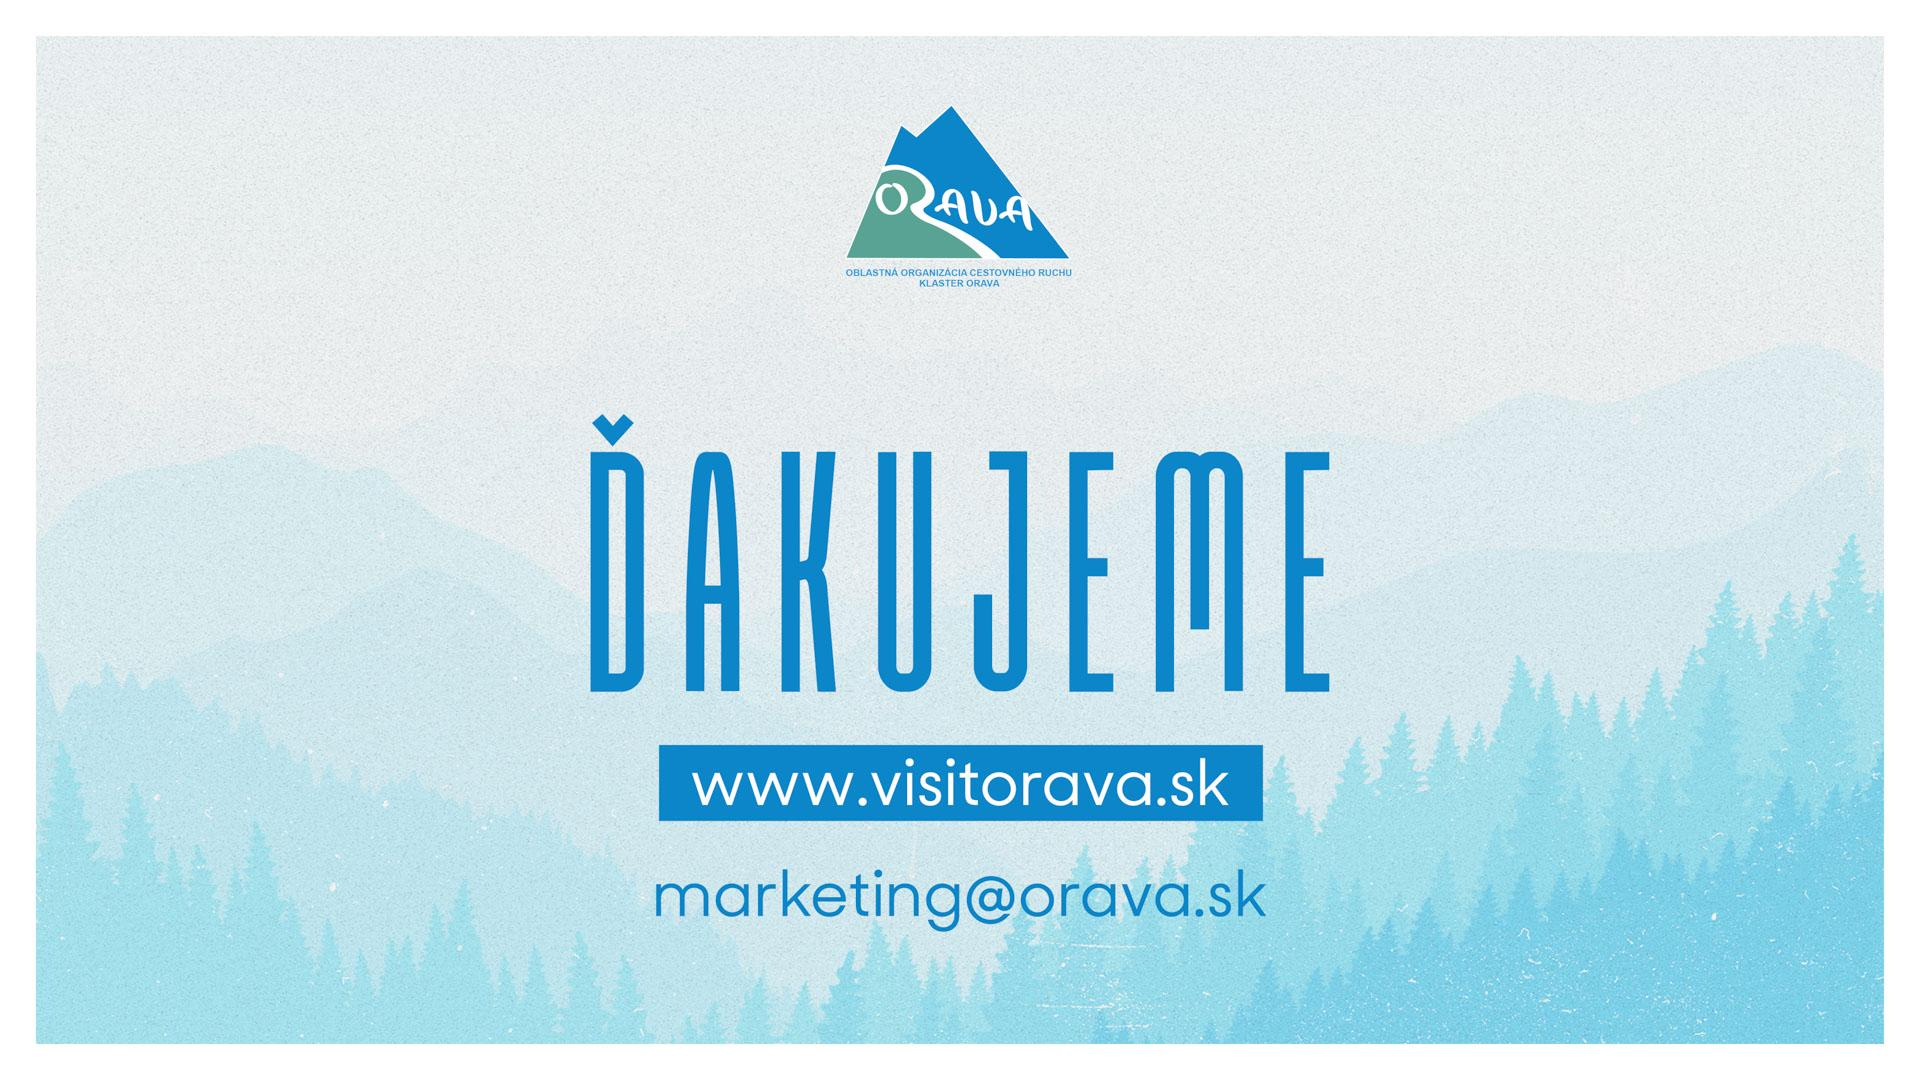 ORAVA
OBLASTNÁ ORGANIZÁCIA CESTOVNÉHO RUCHU
KLASTER ORAVA
ĎAKUJEME
www.visitorava.sk
marketing@orava.sk